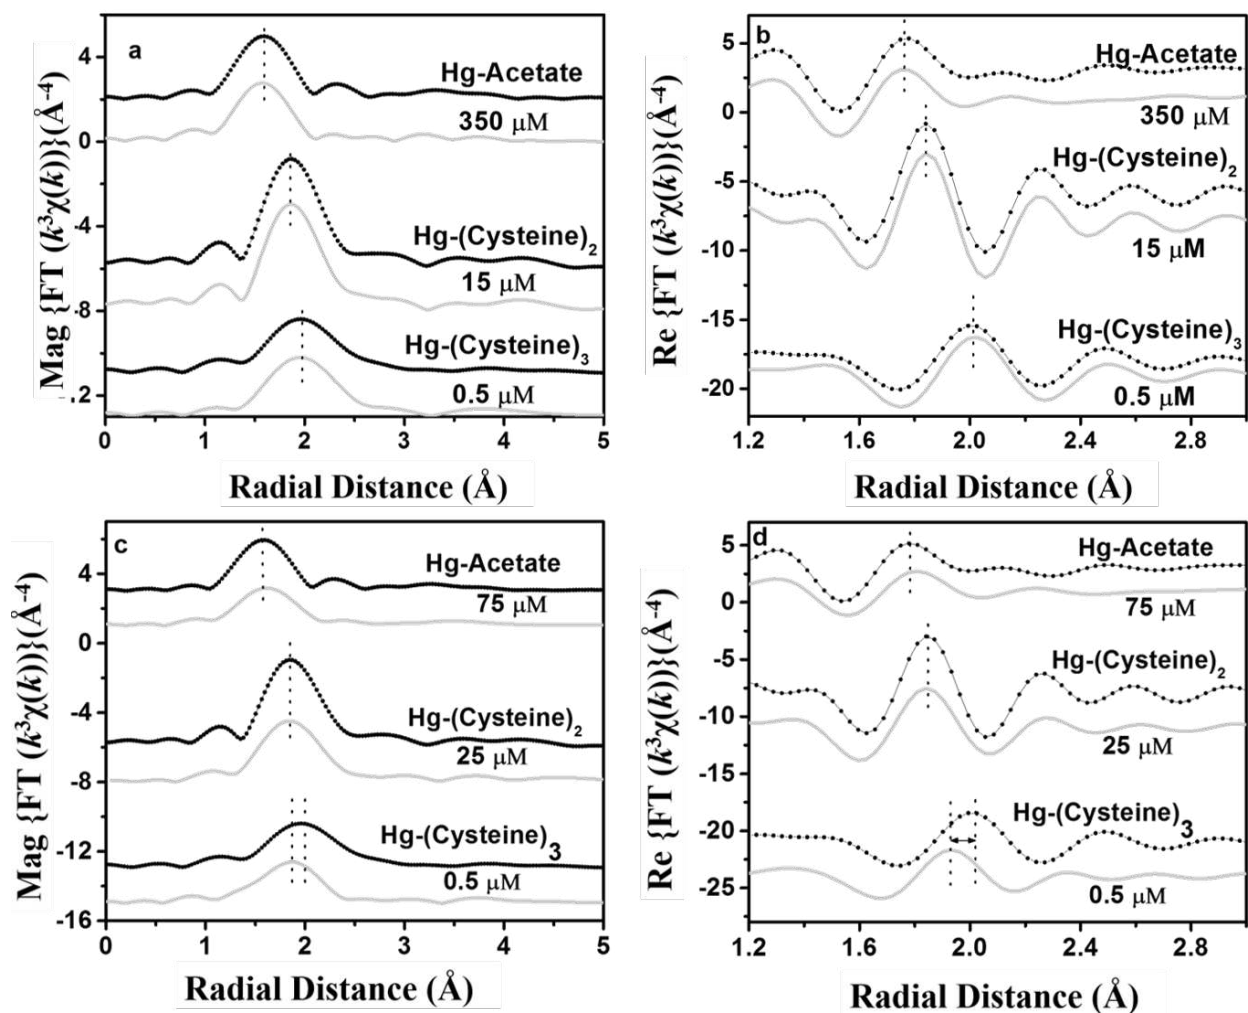 a
Mag {FT (k³χ(k))}(Å⁻⁴)
4
0
-4
-8
-12
Hg-Acetate
350 μM
Hg-(Cysteine)₂
15 μM
Hg-(Cysteine)₃
0.5 μM
0 1 2 3 4 5
Radial Distance (Å)
b
Re {FT (k³χ(k))}(Å⁻⁴)
5
0
-5
-10
-15
-20
Hg-Acetate
350 μM
Hg-(Cysteine)₂
15 μM
Hg-(Cysteine)₃
0.5 μM
1.2 1.6 2.0 2.4 2.8
Radial Distance (Å)
c
Mag {FT (k³χ(k))}(Å⁻⁴)
4
0
-4
-8
-12
-16
Hg-Acetate
75 μM
Hg-(Cysteine)₂
25 μM
Hg-(Cysteine)3
0.5 μM
0 1 2 3 4 5
Radial Distance (Å)
d
Re {FT (k³χ(k))}(Å⁻⁴)
5
0
-5
-10
-15
-20
-25
Hg-Acetate
75 μM
Hg-(Cysteine)₂
25 μM
Hg-(Cysteine)3
0.5 μM
1.2 1.6 2.0 2.4 2.8
Radial Distance (Å)